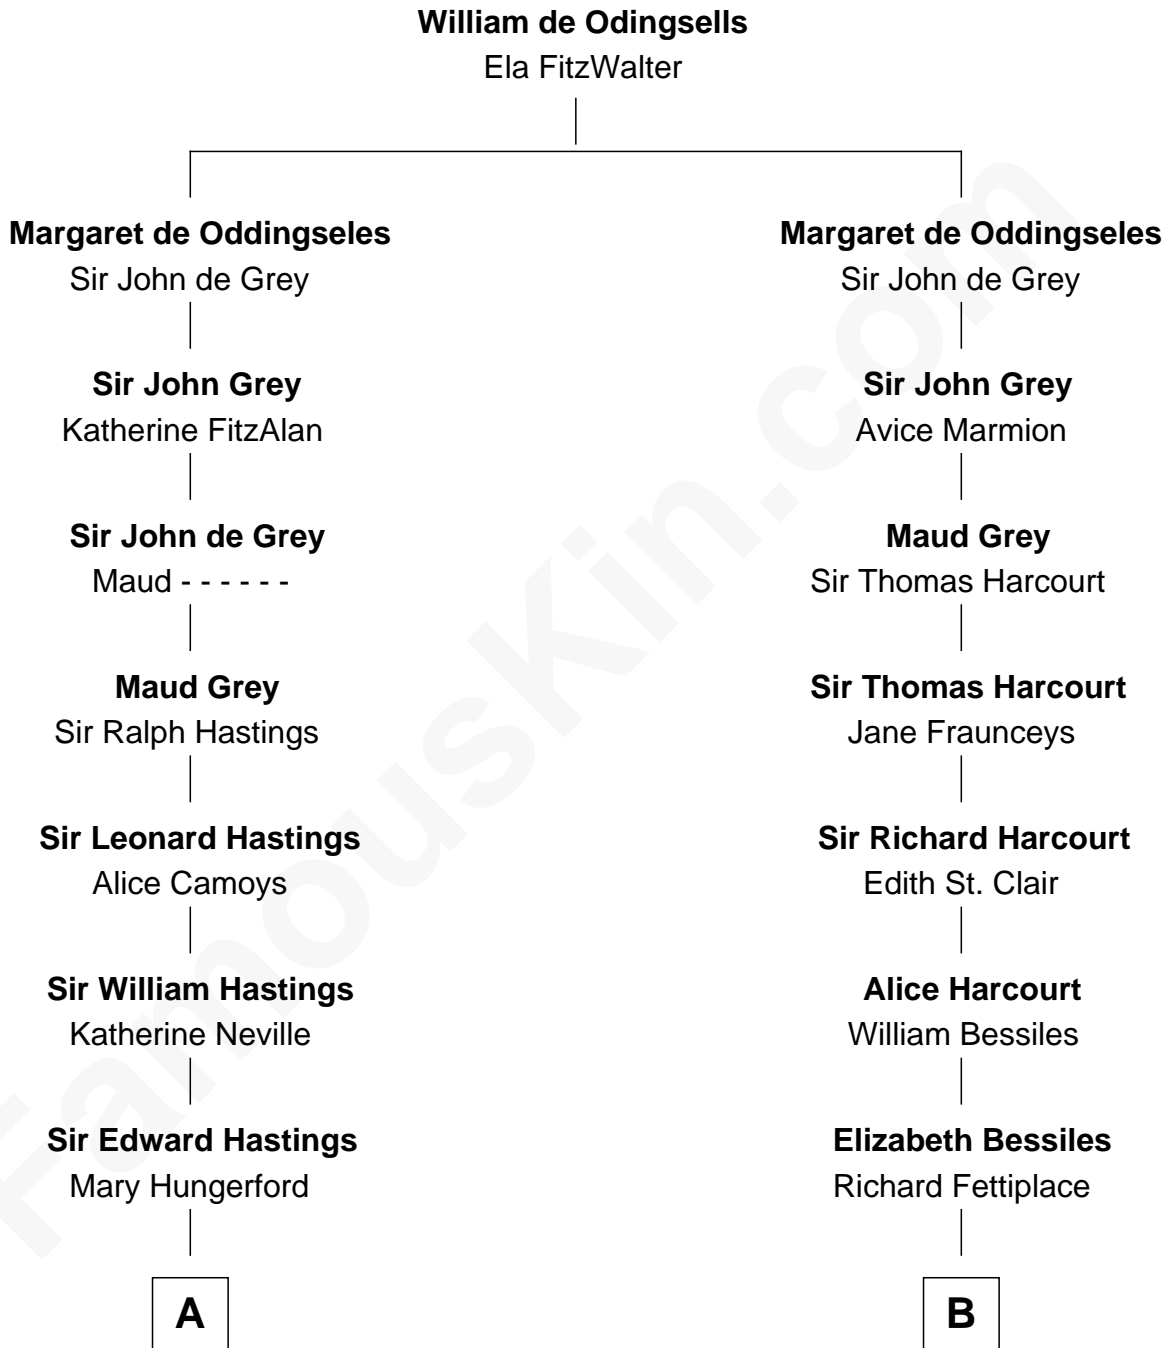 William de Odingsells
Ela FitzWalter
Margaret de Oddingseles
Sir John de Grey
Sir John Grey
Katherine FitzAlan
Sir John de Grey
Maud - - - - - -
Maud Grey
Sir Ralph Hastings
Sir Leonard Hastings
Alice Camoys
Sir William Hastings
Katherine Neville
Sir Edward Hastings
Mary Hungerford
A
Margaret de Oddingseles
Sir John de Grey
Sir John Grey
Avice Marmion
Maud Grey
Sir Thomas Harcourt
Sir Thomas Harcourt
Jane Fraunceys
Sir Richard Harcourt
Edith St. Clair
Alice Harcourt
William Bessiles
Elizabeth Bessiles
Richard Fettiplace
B
FamousKin.com